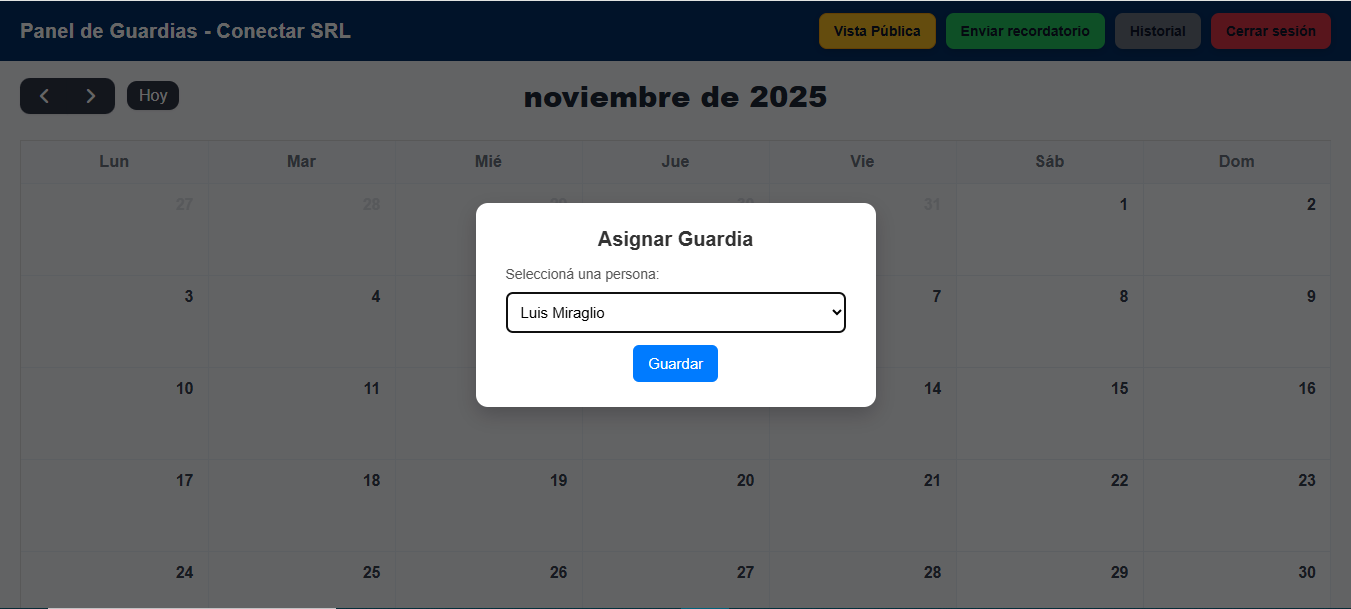 Panel de Guardias - Conectar SRL
Vista Pública
Enviar recordatorio
Historial
Cerrar sesión
Hoy
noviembre de 2025
Lun Mar Mié Jue Vie Sáb Dom
27 28 29 30 31 1 2
Asignar Guardia
Seleccioná una persona:
3 4 7 8 9
Luis Miraglio
Guardar
10 11 14 15 16
17 18 19 20 21 22 23
24 25 26 27 28 29 30